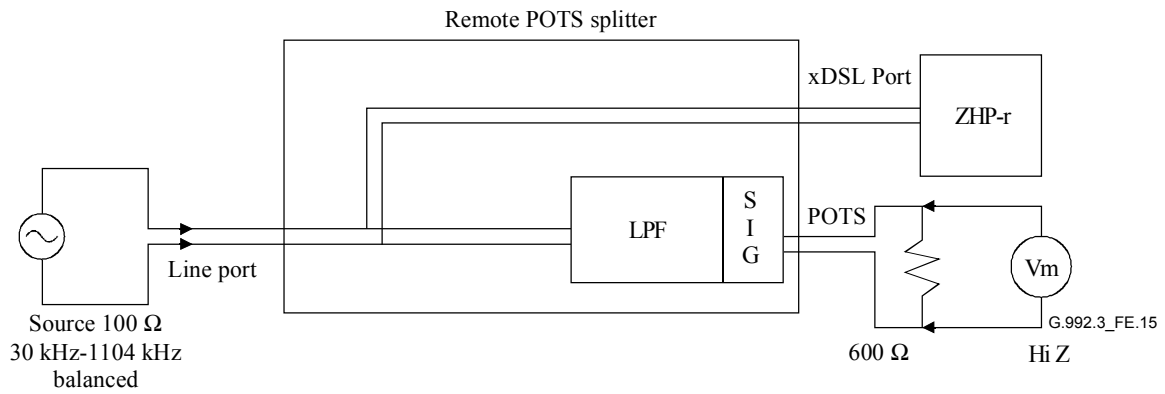 Remote POTS splitter
xDSL Port
ZHP-r
LPF
S
I
G
POTS
Vm
Line port
Source 100 Ω
30 kHz-1104 kHz
balanced
600 Ω
Hi Z
G.992.3_FE.15